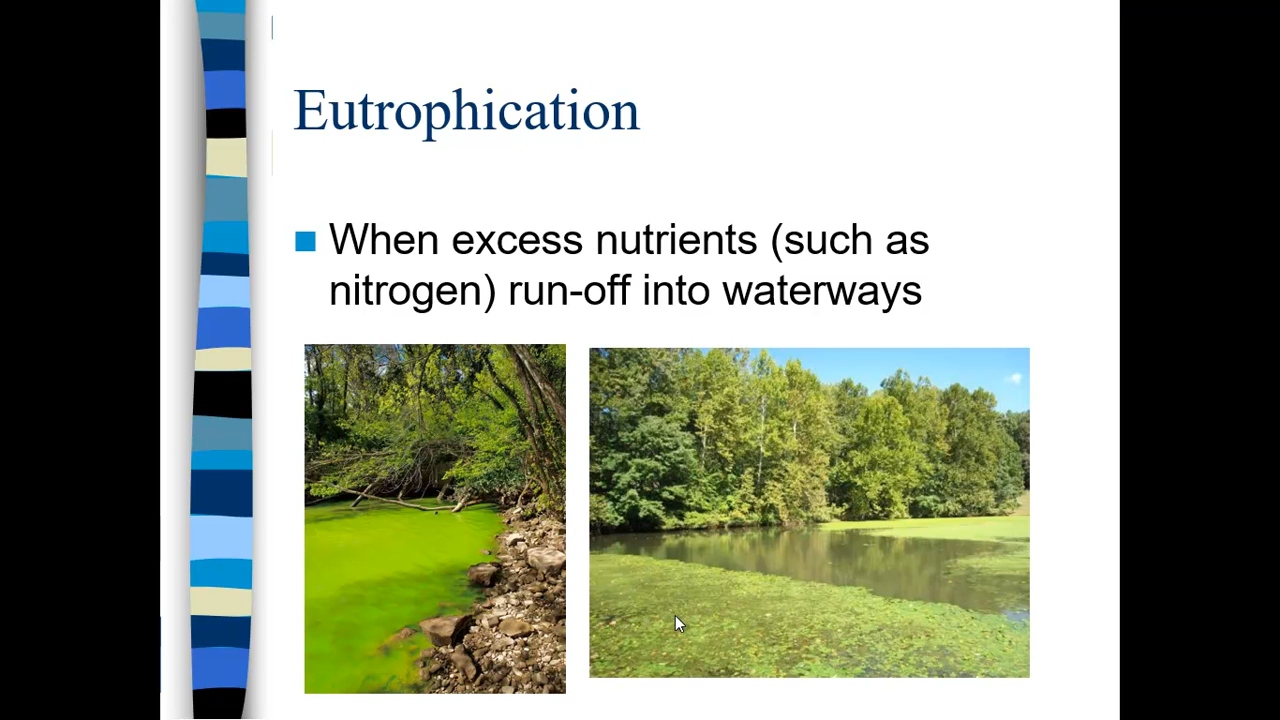 Eutrophication
When excess nutrients (such as
nitrogen) run-off into waterways